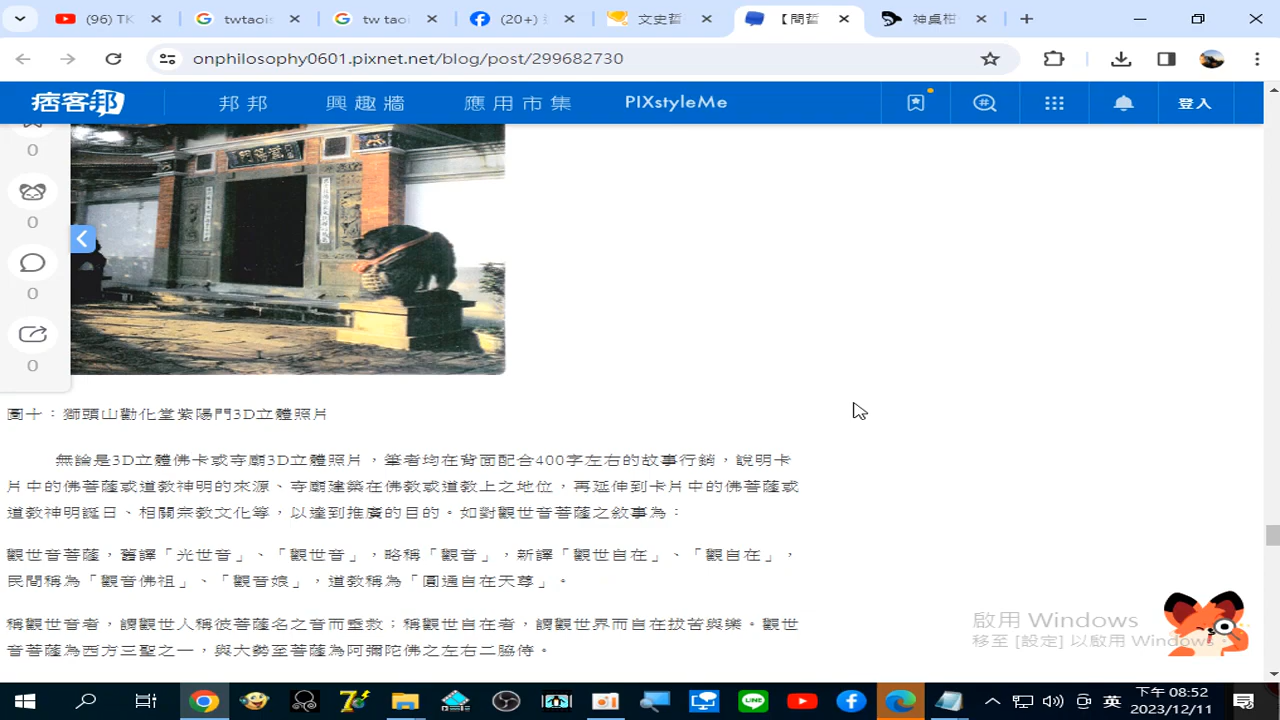 (96) TK
twtaois
tw taoi
(20+)
文史哲
【問哲
神桌柑
onphilosophy0601.pixnet.net/blog/post/299682730
痞客邦
邦邦
興趣牆
應用市集
PIXstyleMe
登入
0
0
0
0
圖十：獅頭山勸化堂紫陽門3D立體照片
無論是3D立體佛卡或寺廟3D立體照片，筆者均在背面配合400字左右的故事行銷，說明卡
片中的佛菩薩或道教神明的來源、寺廟建築在佛教或道教上之地位，再延伸到卡片中的佛菩薩或
道教神明誕日、相關宗教文化等，以達到推廣的目的。如對觀世音菩薩之敘事為：
觀世音菩薩，舊譯「光世音」、「觀世音」，略稱「觀音」，新譯「觀世自在」、「觀自在」，
民間稱為「觀音佛祖」、「觀音娘」，道教稱為「圓通自在天尊」。
稱觀世音者，謂觀世人稱彼菩薩名之音而垂救；稱觀世自在者，謂觀世界而自在拔苦與樂。觀世
音菩薩為西方三聖之一，與大勢至菩薩為阿彌陀佛之左右二脇侍。
啟用 Windows
移至 [設定] 以啟用 Windows
英
下午 08:52
2023/12/11